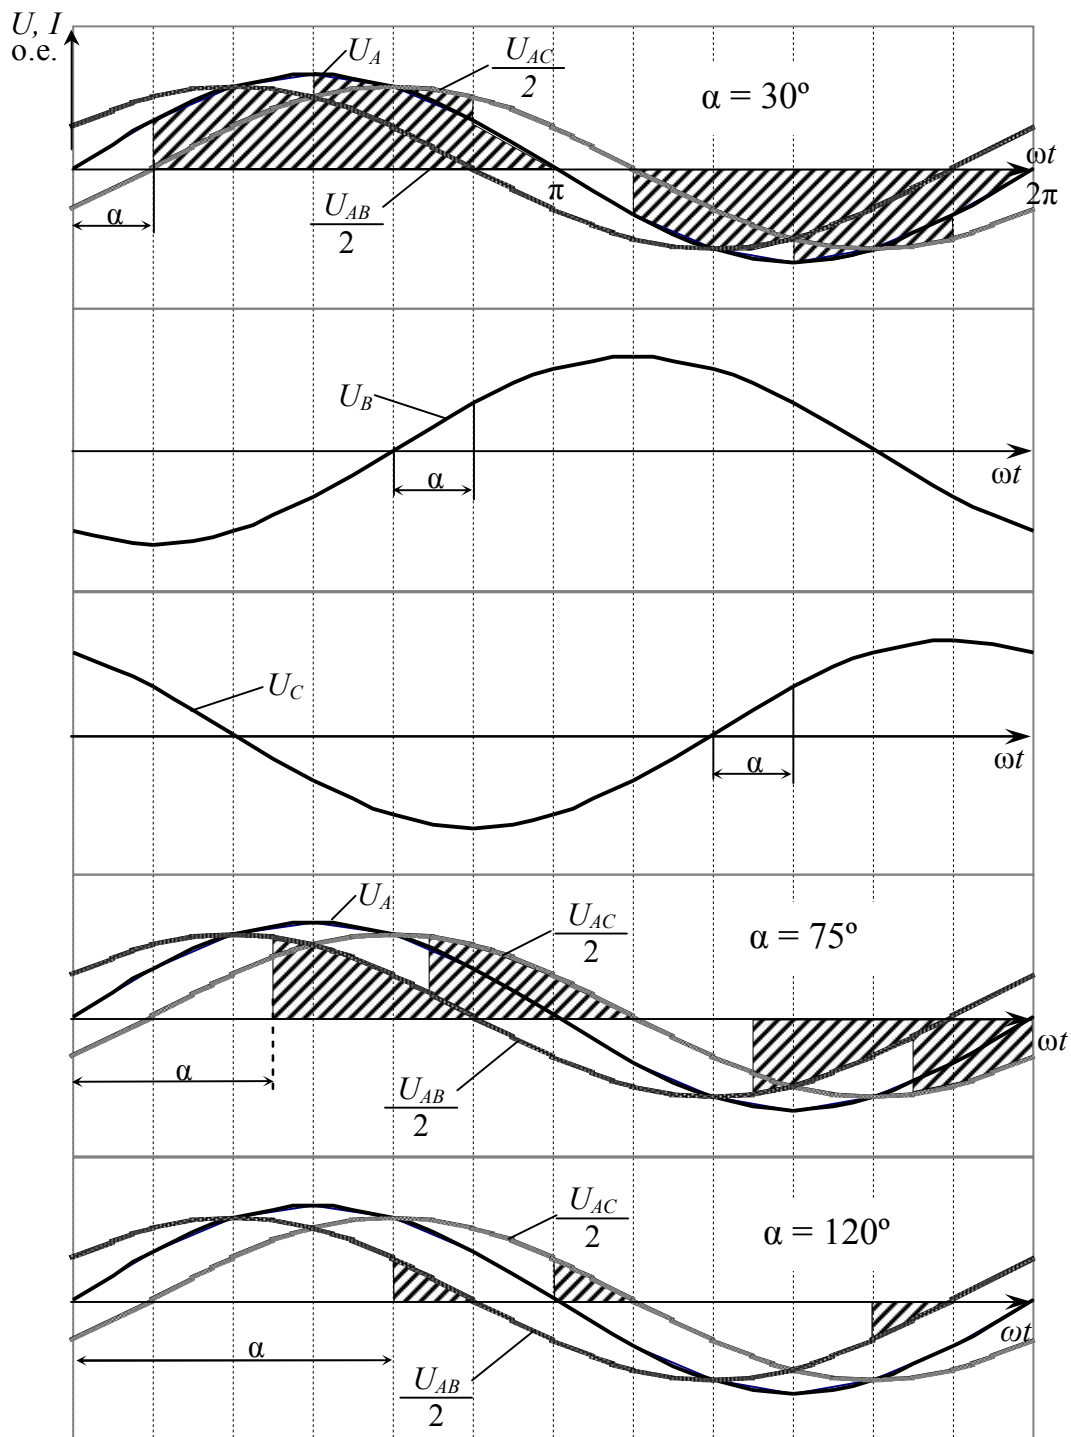 U, I
o.e.
U_A
U_AC
2
α = 30º
ωt
α
U_AB
2
π
2π
U_B
α
ωt
U_C
α
ωt
U_A
U_AC
2
α = 75º
ωt
α
U_AB
2
U_AC
2
α = 120º
ωt
α
U_AB
2